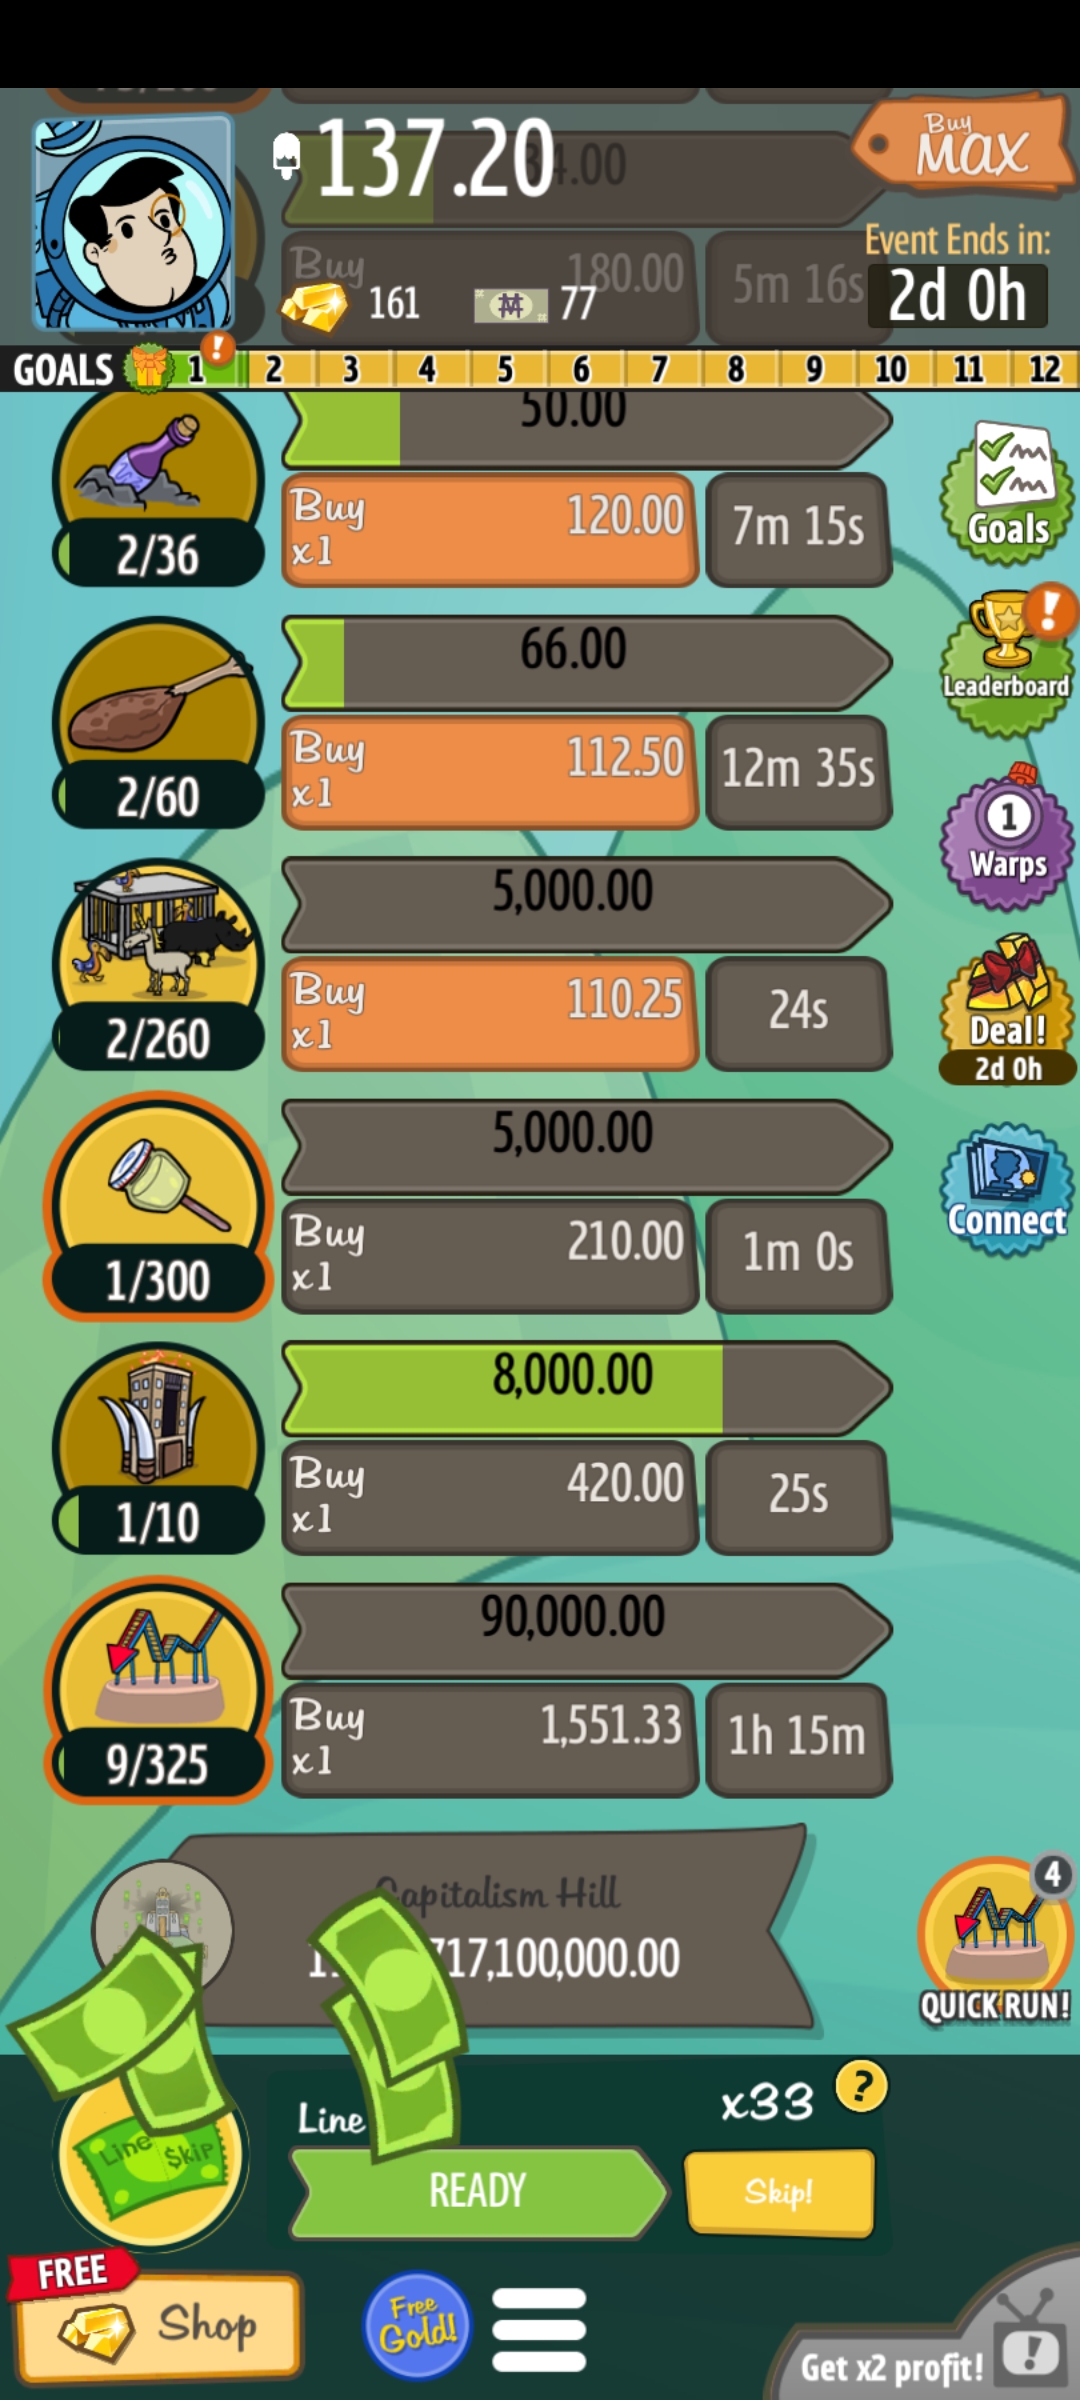 137.20
Buy
MAX
34.00
Event Ends in:
2d 0h
Buy
180.00
5m 16s
161
77
GOALS
1
!
2
3
4
5
6
7
8
9
10
11
12
50.00
Buy
x1
120.00
7m 15s
2/36
Goals
66.00
Buy
x1
112.50
12m 35s
2/60
!
Leaderboard
5,000.00
Buy
x1
110.25
24s
2/260
1
Warps
Deal!
2d 0h
5,000.00
Buy
x1
210.00
1m 0s
1/300
Connect
8,000.00
Buy
x1
420.00
25s
1/10
90,000.00
Buy
x1
1,551.33
1h 15m
9/325
Capitalism Hill
717,100,000.00
4
QUICK RUN!
Line
x33
?
Line $kip
READY
Skip!
FREE
Shop
Free
Gold!
Get x2 profit!
!